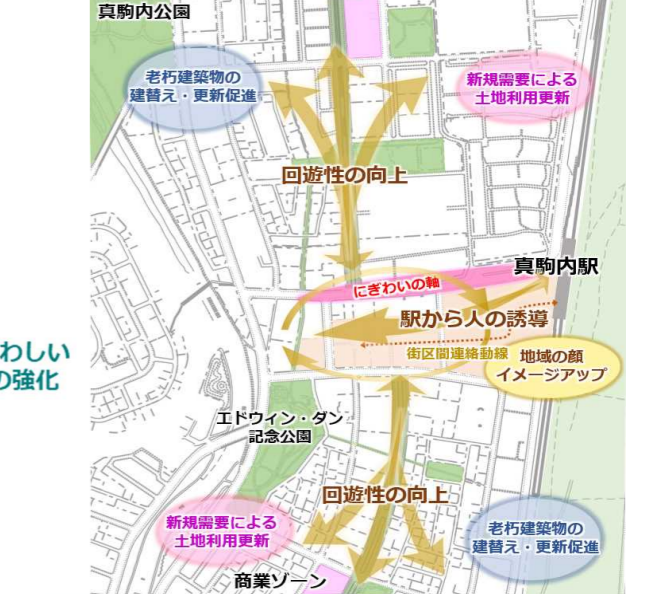 真駒内公園
老朽建築物の
建替え・更新促進
新規需要による
土地利用更新
回遊性の向上
真駒内駅
にぎわいの軸
駅から人の誘導
街区間連絡動線
地域の顔
イメージアップ
わしい
の強化
エドウィン・ダン
記念公園
回遊性の向上
新規需要による
土地利用更新
老朽建築物の
建替え・更新促進
商業ゾーン